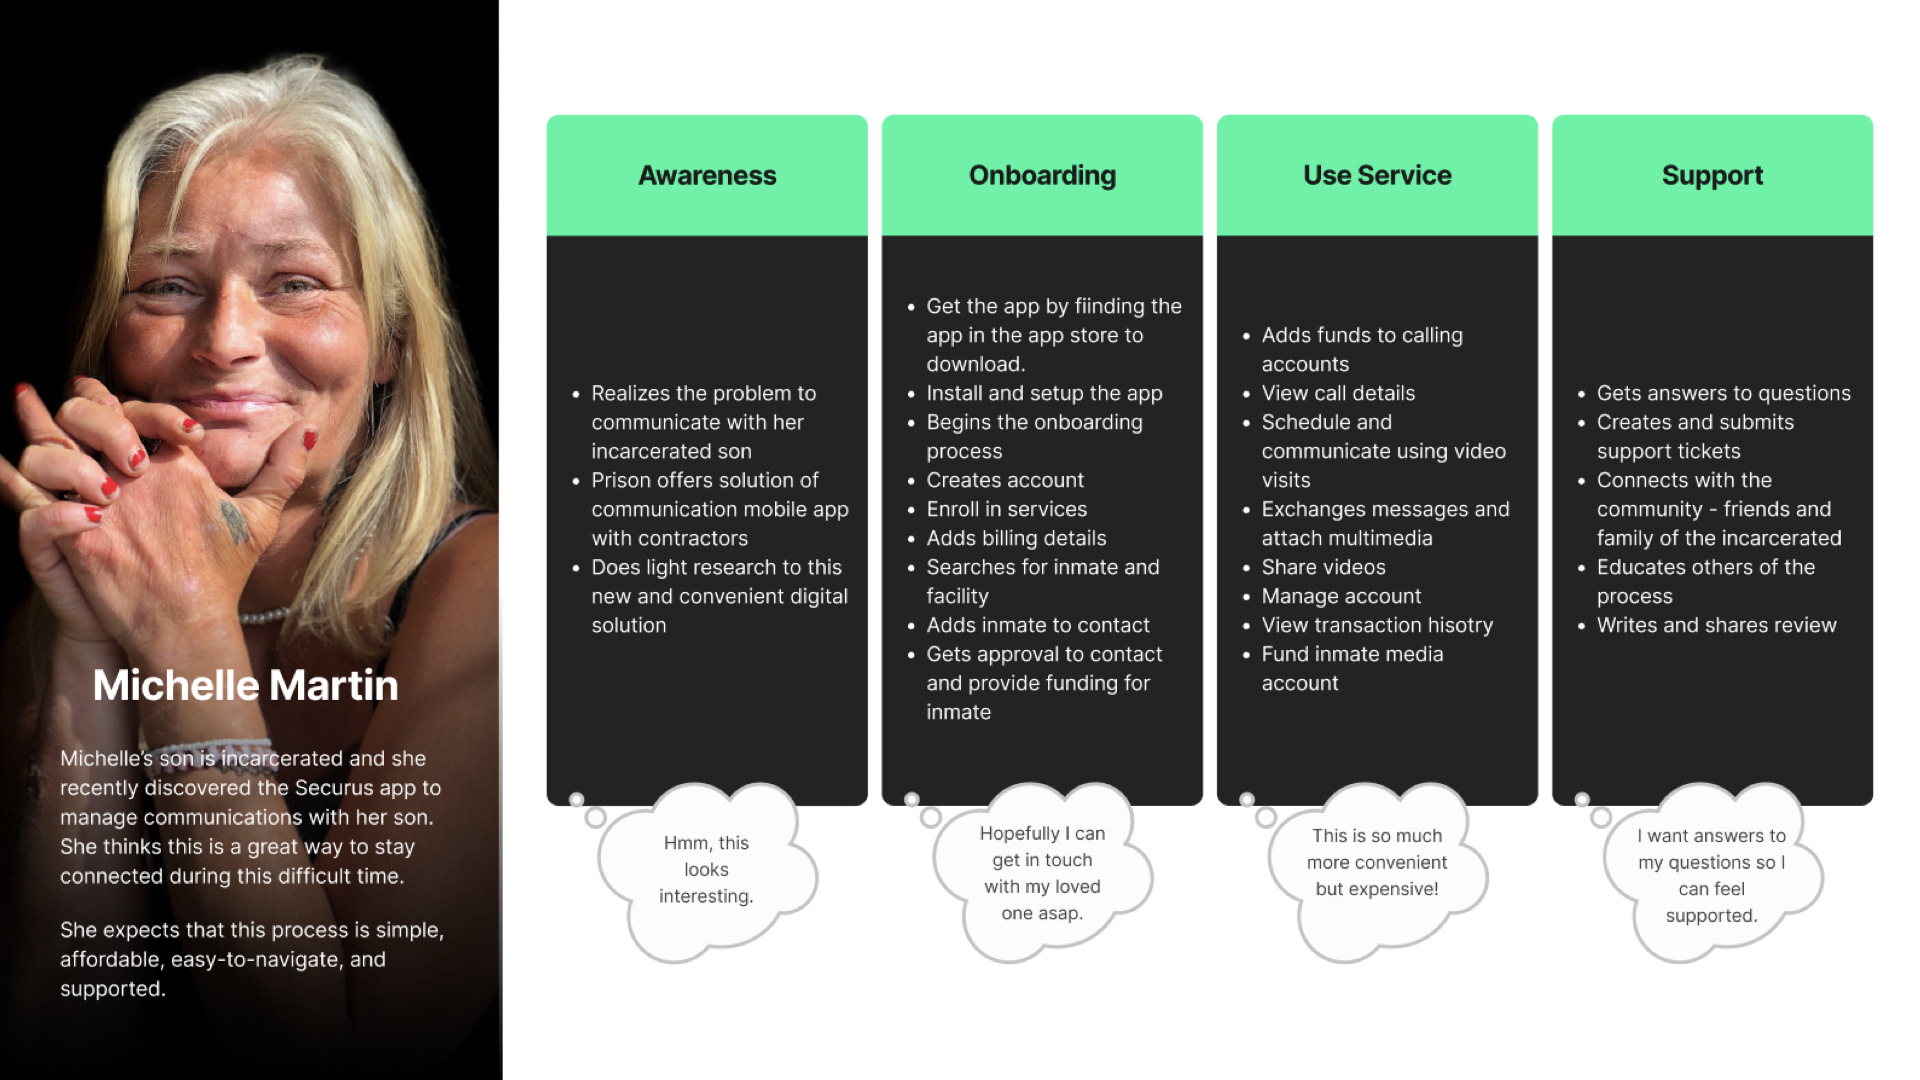 Michelle Martin
Michelle’s son is incarcerated and she
recently discovered the Securus app to
manage communications with her son.
She thinks this is a great way to stay
connected during this difficult time.
She expects that this process is simple,
affordable, easy-to-navigate, and
supported.
Awareness
• Realizes the problem to
communicate with her
incarcerated son
• Prison offers solution of
communication mobile app
with contractors
• Does light research to this
new and convenient digital
solution
Hmm, this
looks
interesting.
Onboarding
• Get the app by fiinding the
app in the app store to
download.
• Install and setup the app
• Begins the onboarding
process
• Creates account
• Enroll in services
• Adds billing details
• Searches for inmate and
facility
• Adds inmate to contact
• Gets approval to contact
and provide funding for
inmate
Hopefully I can
get in touch
with my loved
one asap.
Use Service
• Adds funds to calling
accounts
• View call details
• Schedule and
communicate using video
visits
• Exchanges messages and
attach multimedia
• Share videos
• Manage account
• View transaction hisotry
• Fund inmate media
account
This is so much
more convenient
but expensive!
Support
• Gets answers to questions
• Creates and submits
support tickets
• Connects with the
community - friends and
family of the incarcerated
• Educates others of the
process
• Writes and shares review
I want answers to
my questions so I
can feel
supported.